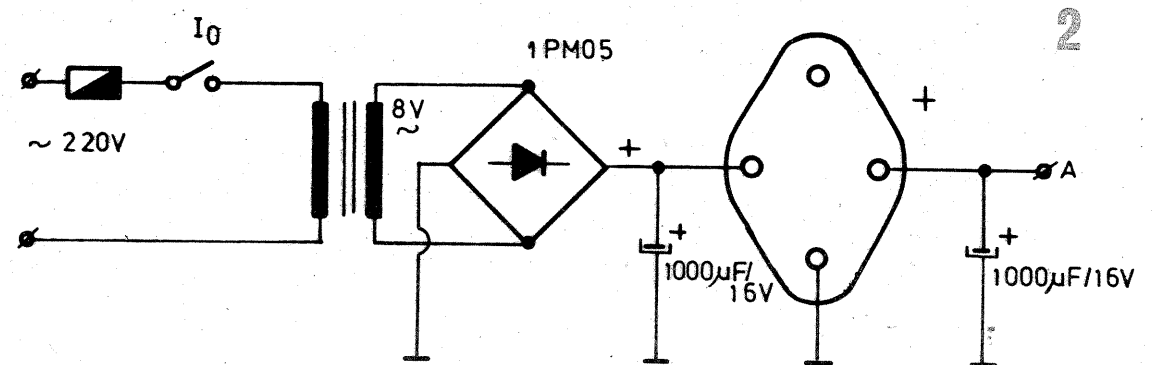 2
I0
1PM05
+
8V
~
~ 220V
+
A
+
1000µF/
16V
+
1000µF/16V